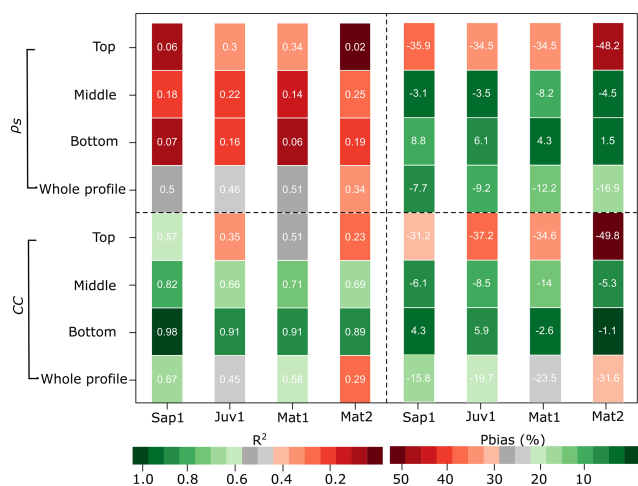 Top 0.06 0.3 0.34 0.02 -35.9 -34.5 -34.5 -48.2
Middle 0.18 0.22 0.14 0.25 -3.1 -3.5 -8.2 -4.5
ρs
Bottom 0.07 0.16 0.06 0.19 8.8 6.1 4.3 1.5
Whole profile 0.5 0.46 0.51 0.34 -7.7 -9.2 -12.2 -16.9
Top 0.57 0.35 0.51 0.23 -31.2 -37.2 -34.6 -49.8
Middle 0.82 0.66 0.71 0.69 -6.1 -8.5 -14 -5.3
CC
Bottom 0.98 0.91 0.91 0.89 4.3 5.9 -2.6 -1.1
Whole profile 0.67 0.45 0.58 0.29 -15.8 -19.7 -23.5 -31.6
Sap1 Juv1 Mat1 Mat2 Sap1 Juv1 Mat1 Mat2
R² Pbias (%)
1.0 0.8 0.6 0.4 0.2 50 40 30 20 10